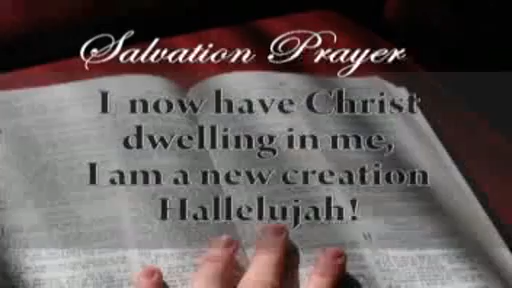 Salvation Prayer
I now have Christ
dwelling in me,
I am a new creation
Hallelujah!